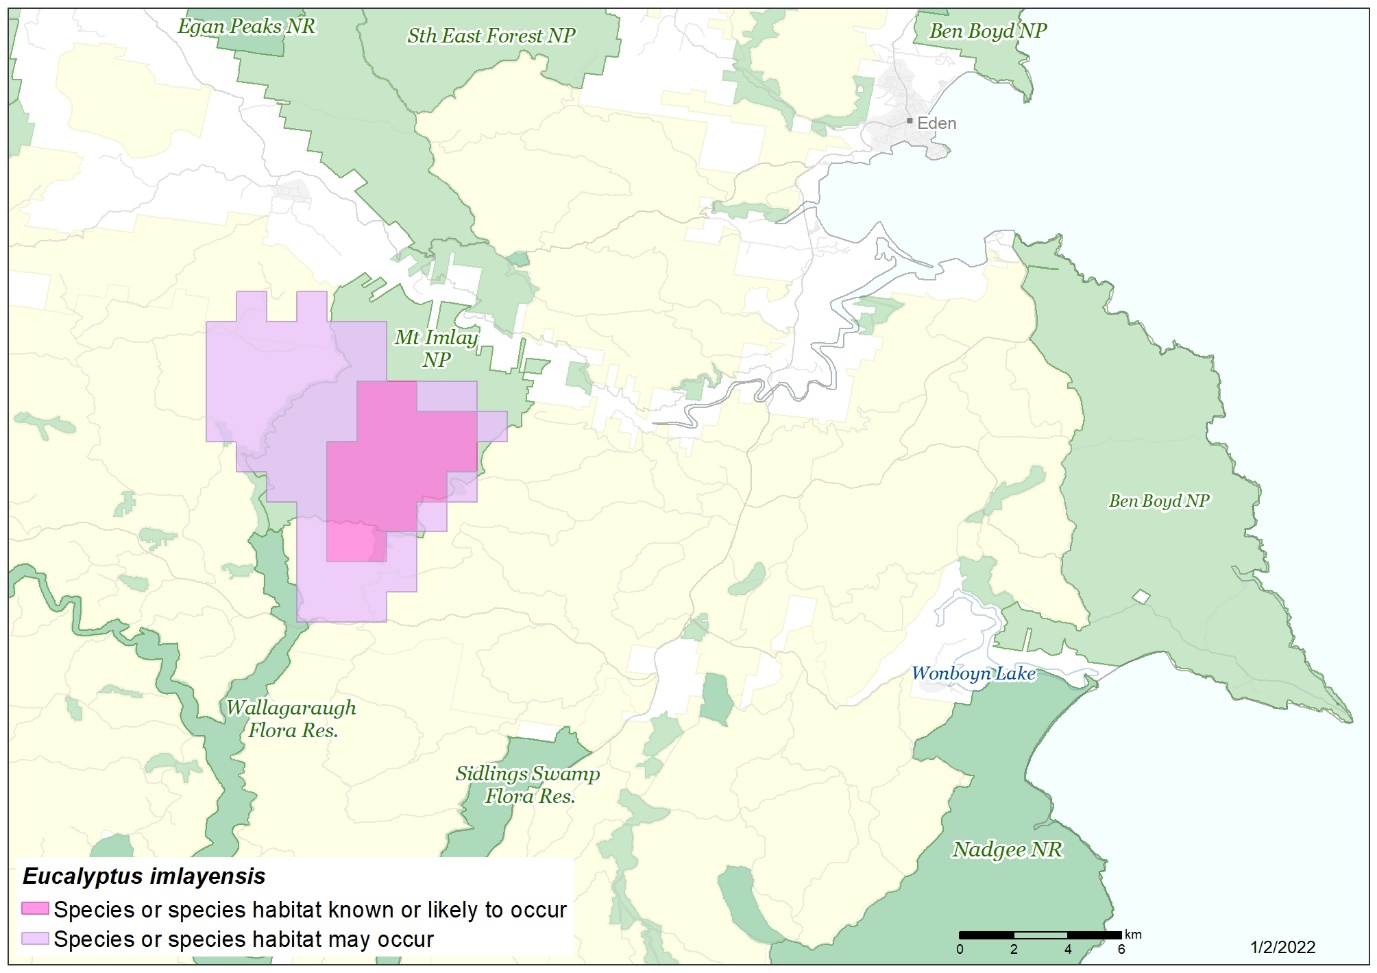 Egan Peaks NR
Sth East Forest NP
Ben Boyd NP
Eden
Mt Imlay
NP
Ben Boyd NP
Wonboyn Lake
Wallagaraugh
Flora Res.
Sidlings Swamp
Flora Res.
Nadgee NR
Eucalyptus imlayensis
Species or species habitat known or likely to occur
Species or species habitat may occur
km
0 2 4 6
1/2/2022